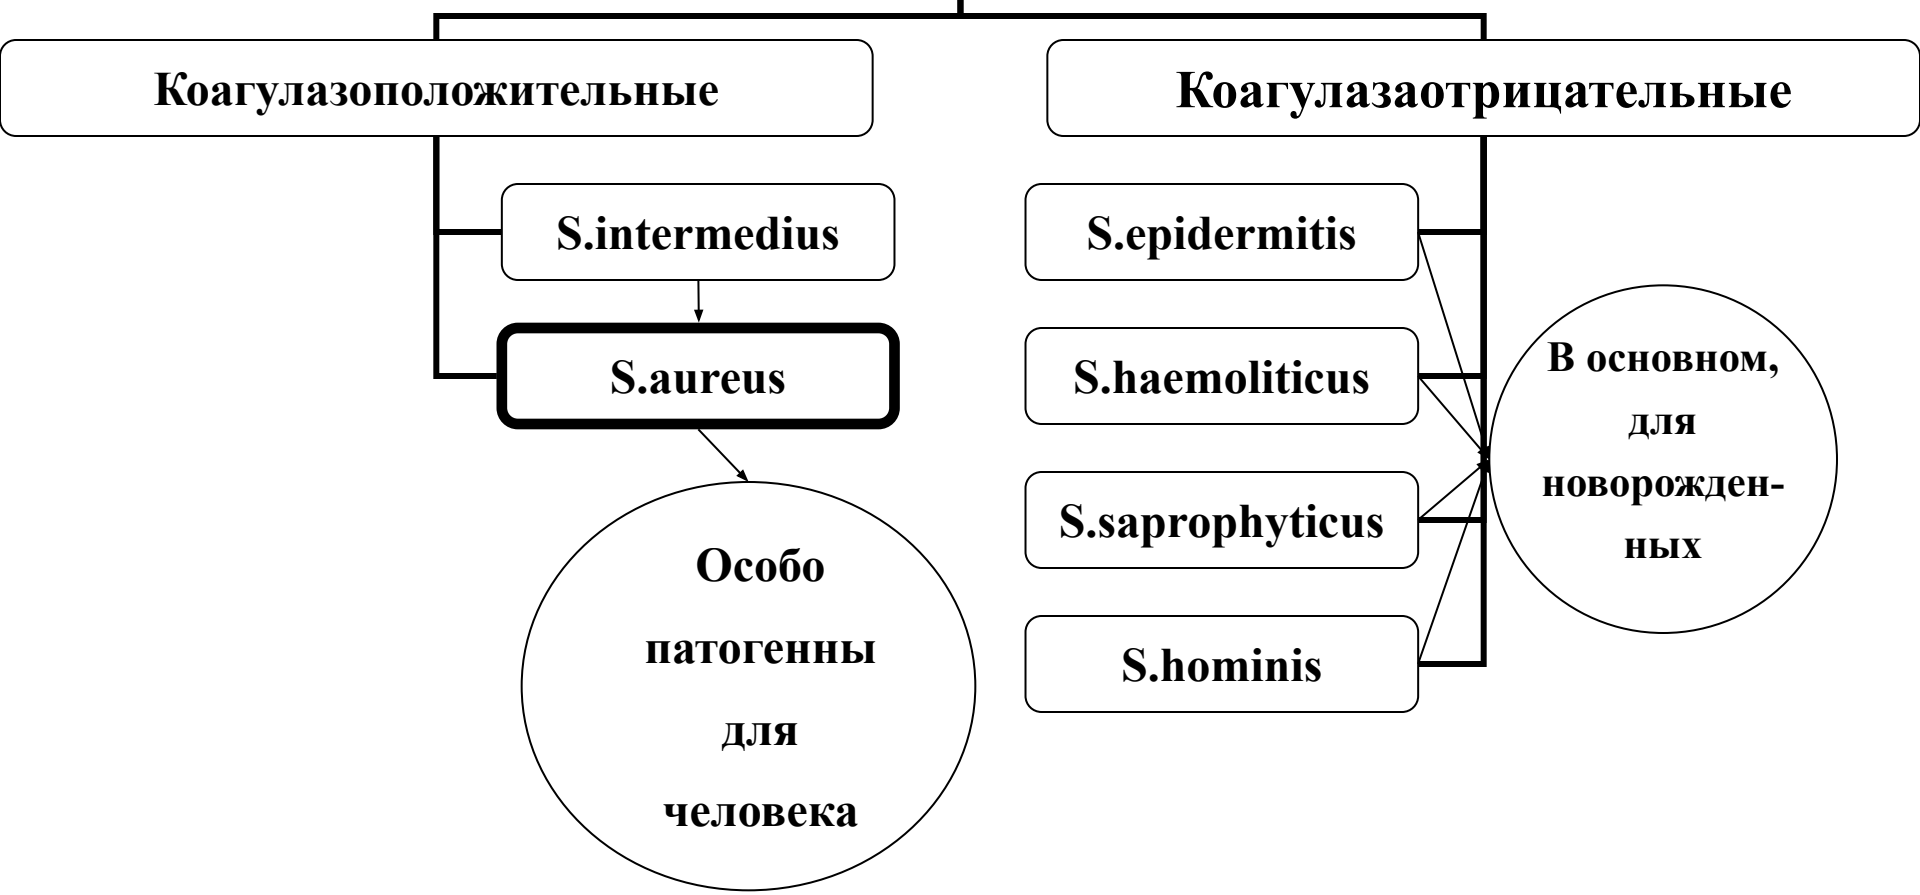 Коагулазоположительные
Коагулазаотрицательные
S.intermedius
S.aureus
Особо
патогенны
для
человека
S.epidermitis
S.haemoliticus
S.saprophyticus
S.hominis
В основном,
для
новорожден-
ных